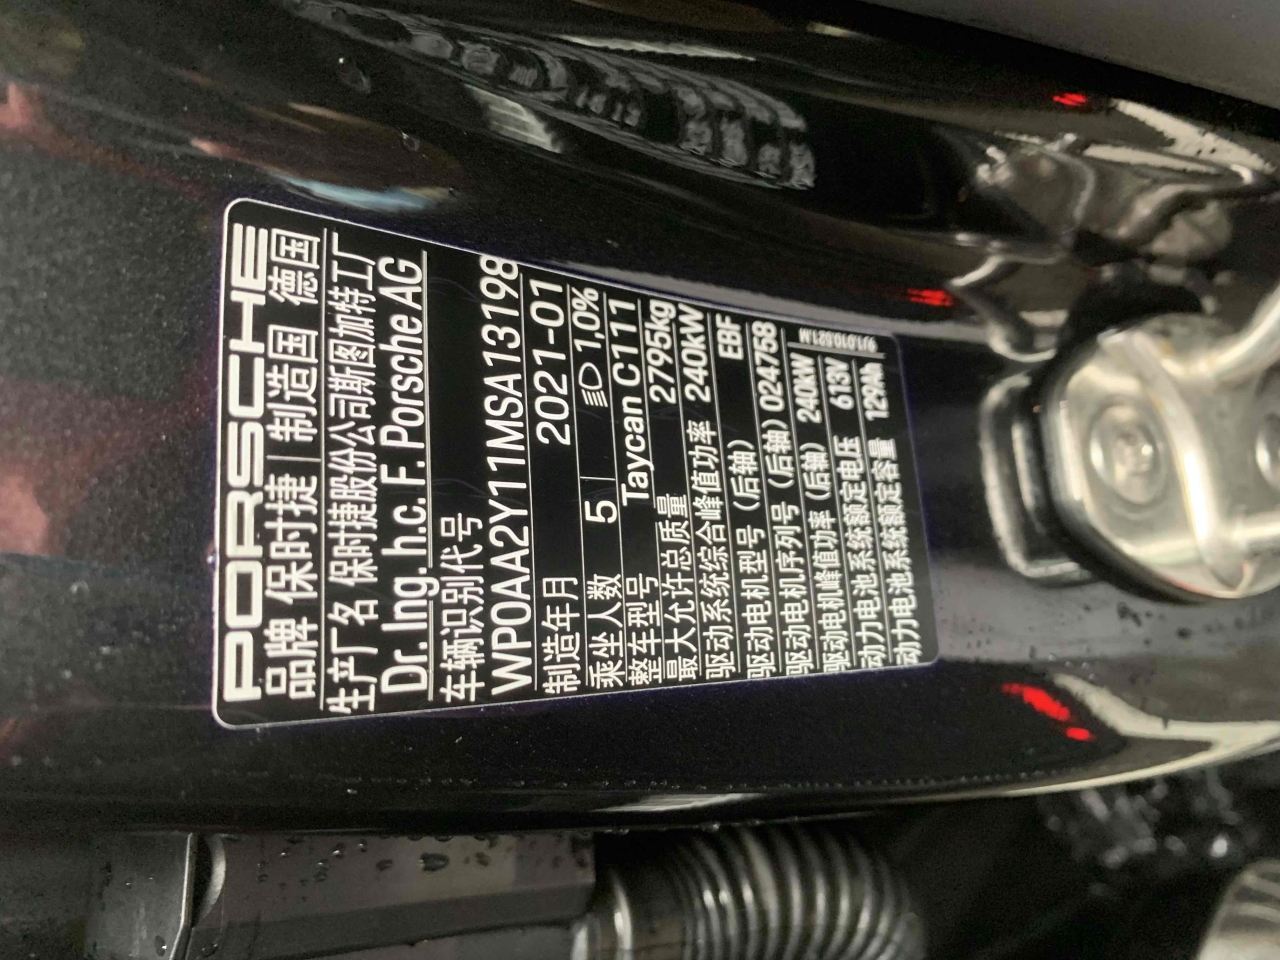 PORSCHE
品牌 保时捷 | 制造国 德国
生产厂名 保时捷股份公司斯图加特工厂
Dr. Ing. h.c. F. Porsche AG
车辆识别代号
WP0AA2Y11MSA13198
制造年月 2021-01
乘坐人数 5 1,0%
整车型号 Taycan C111
最大允许总质量 2795kg
驱动系统综合峰值功率 240kW
驱动电机型号（后轴） EBF
驱动电机序列号（后轴）024758
驱动电机峰值功率（后轴） 240kW
动力电池系统额定电压 613V
动力电池系统额定容量 129Ah
9J1.010.521.M